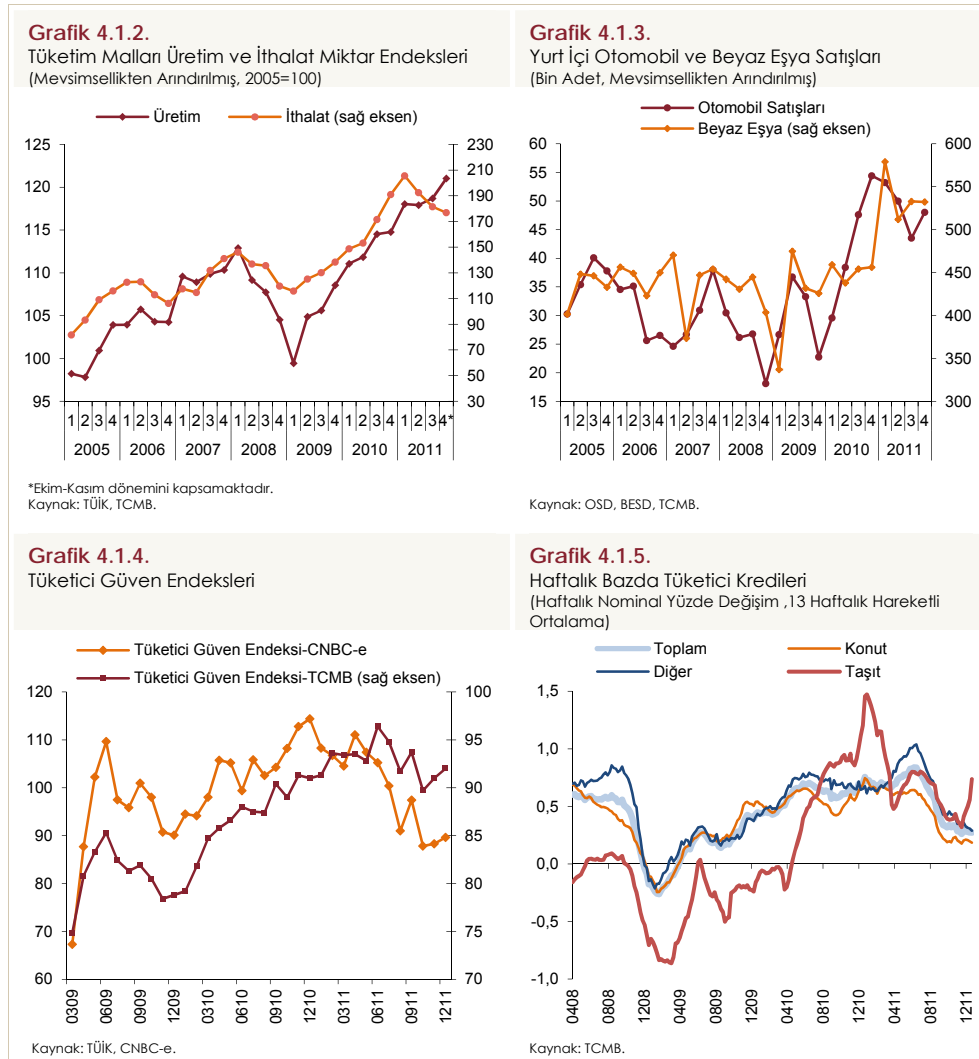 Grafik 4.1.2.
Tüketim Malları Üretim ve İthalat Miktar Endeksleri
(Mevsimsellikten Arındırılmış, 2005=100)
Üretim
İthalat (sağ eksen)
125
120
115
110
105
100
95
230
210
190
170
150
130
110
90
70
50
30
1 2 3 4 1 2 3 4 1 2 3 4 1 2 3 4 1 2 3 4 1 2 3 4 1 2 3 4*
2005 2006 2007 2008 2009 2010 2011
*Ekim-Kasım dönemini kapsamaktadır.
Kaynak: TÜİK, TCMB.
Grafik 4.1.3.
Yurt İçi Otomobil ve Beyaz Eşya Satışları
(Bin Adet, Mevsimsellikten Arındırılmış)
Otomobil Satışları
Beyaz Eşya (sağ eksen)
60
55
50
45
40
35
30
25
20
15
600
550
500
450
400
350
300
1 2 3 4 1 2 3 4 1 2 3 4 1 2 3 4 1 2 3 4 1 2 3 4 1 2 3 4
2005 2006 2007 2008 2009 2010 2011
Kaynak: OSD, BESD, TCMB.
Grafik 4.1.4.
Tüketici Güven Endeksleri
Tüketici Güven Endeksi-CNBC-e
Tüketici Güven Endeksi-TCMB (sağ eksen)
120
110
100
90
80
70
60
100
95
90
85
80
75
70
0309 0609 0909 1209 0310 0610 0910 1210 0311 0611 0911 1211
Kaynak: TÜİK, CNBC-e.
Grafik 4.1.5.
Haftalık Bazda Tüketici Kredileri
(Haftalık Nominal Yüzde Değişim ,13 Haftalık Hareketli
Ortalama)
Toplam
Konut
Diğer
Taşıt
1,5
1,0
0,5
0,0
-0,5
-1,0
0408 0808 1208 0409 0809 1209 0410 0810 1210 0411 0811 1211
Kaynak: TCMB.